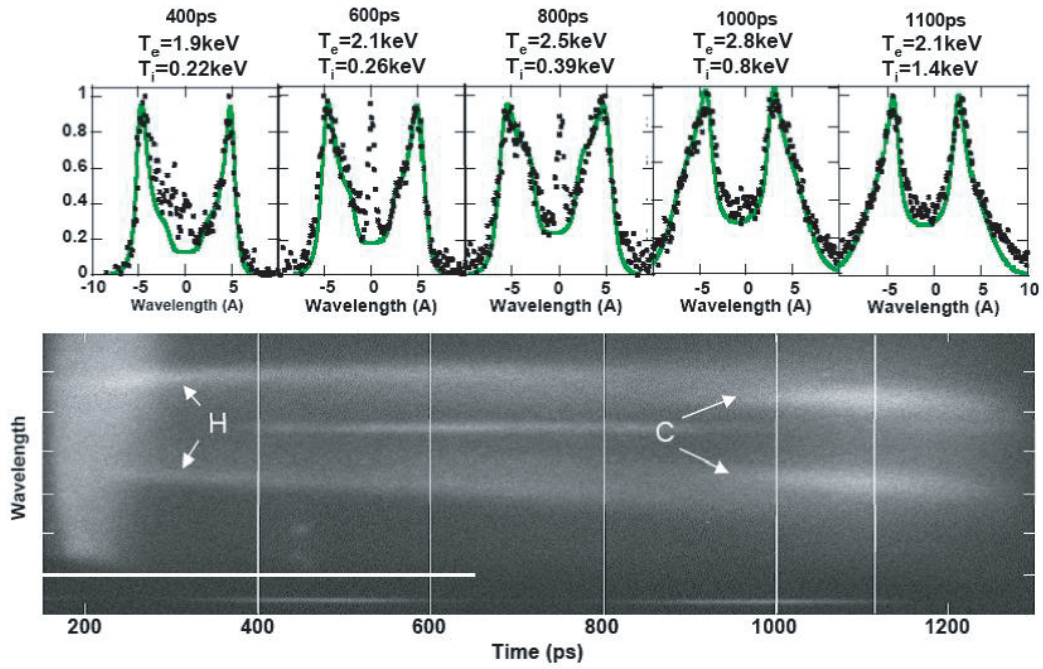 400ps 600ps 800ps 1000ps 1100ps
Te=1.9keV Te=2.1keV Te=2.5keV Te=2.8keV Te=2.1keV
Ti=0.22keV Ti=0.26keV Ti=0.39keV Ti=0.8keV Ti=1.4keV
1
0.8
0.6
0.4
0.2
0
-10 -5 0 5 -5 0 5 -5 0 5 -5 0 5 -5 0 5 10
Wavelength (A) Wavelength (A) Wavelength (A) Wavelength (A) Wavelength (A)
H
C
Wavelength
200 400 600 800 1000 1200
Time (ps)